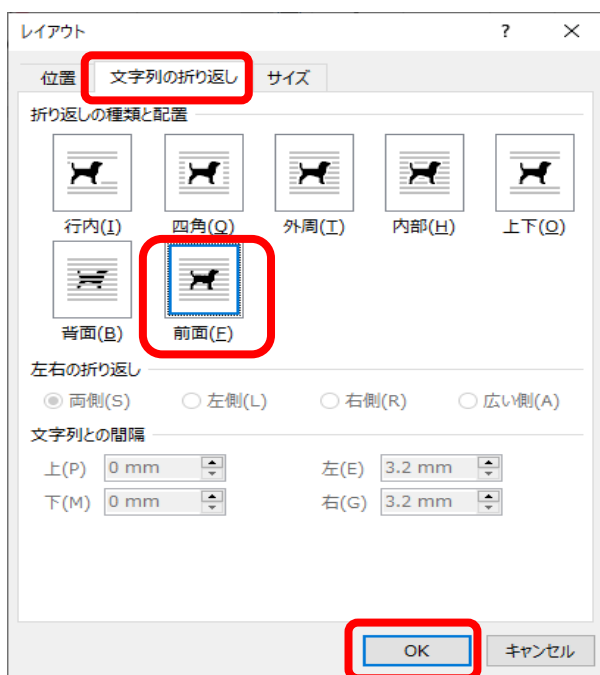 レイアウト ? ×
位置 文字列の折り返し サイズ
折り返しの種類と配置
行内(I) 四角(Q) 外周(T) 内部(H) 上下(O)
背面(B) 前面(F)
左右の折り返し
両側(S) 左側(L) 右側(R) 広い側(A)
文字列との間隔
上(P) 0 mm 左(E) 3.2 mm
下(M) 0 mm 右(G) 3.2 mm
OK キャンセル